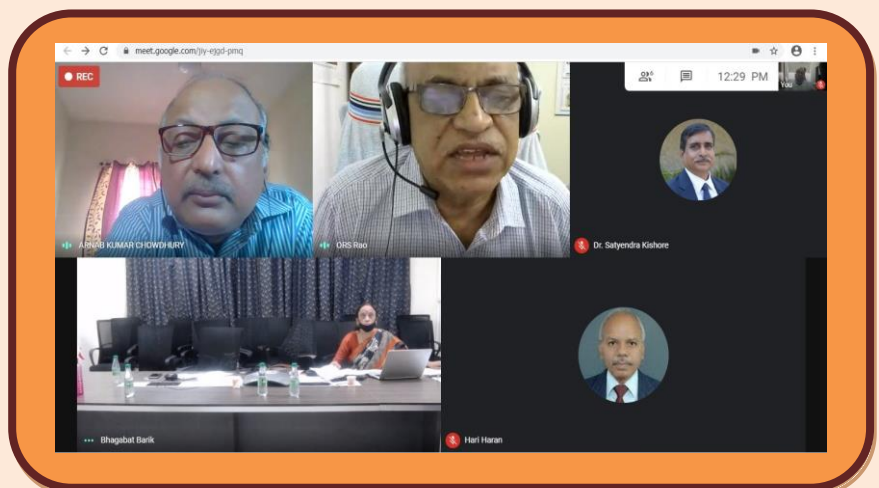 meet.google.com/jiy-ejgd-pmq
REC
6
12:29 PM
You
ARNAB KUMAR CHOWDHURY
ORS Rao
Dr. Satyendra Kishore
Bhagabat Barik
Hari Haran